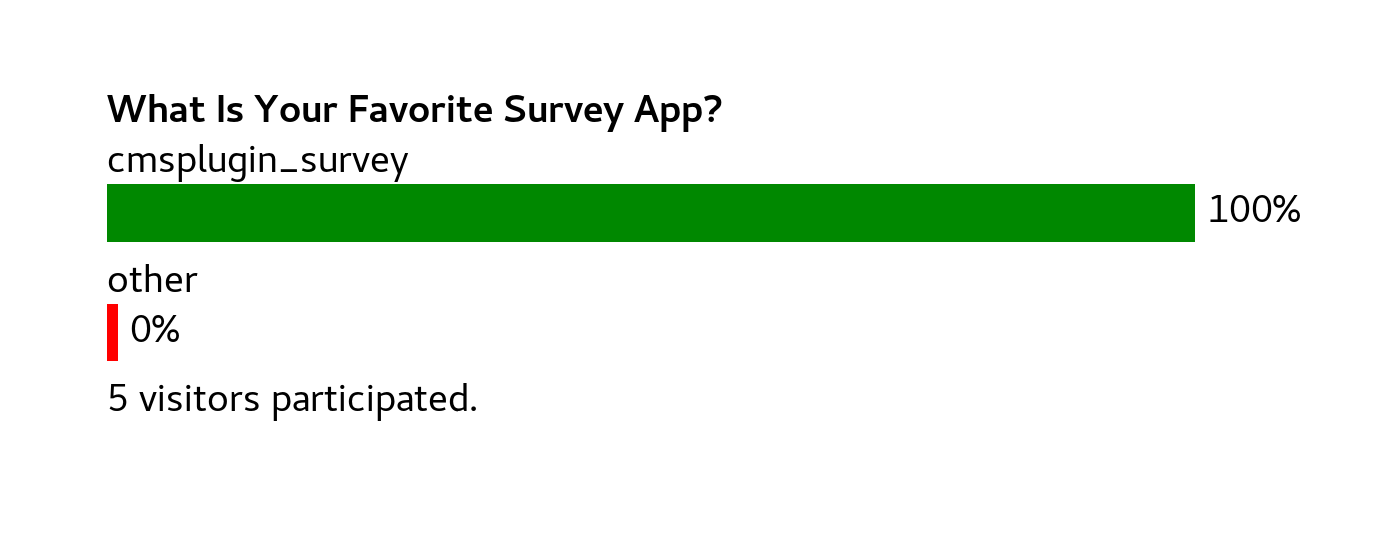 What Is Your Favorite Survey App?
cmsplugin_survey
100%
other
0%
5 visitors participated.